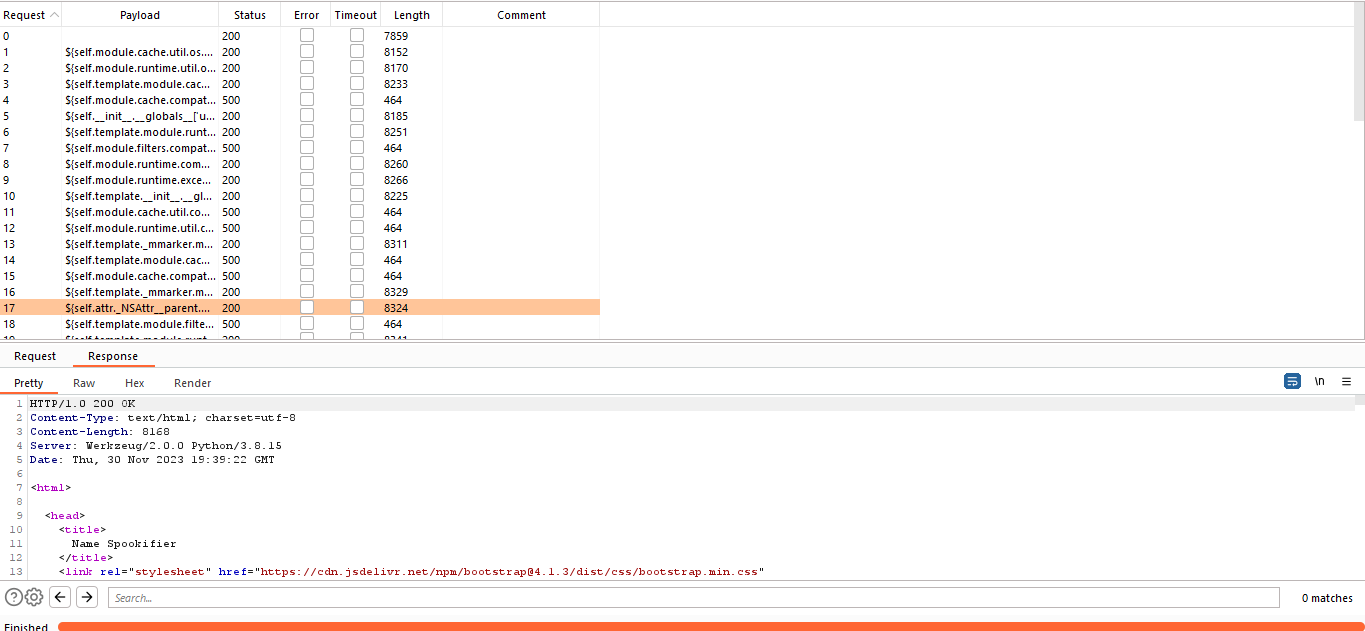 Request Payload Status Error Timeout Length Comment
0 200 7859
1 ${self.module.cache.util.os.... 200 8152
2 ${self.module.runtime.util.o... 200 8170
3 ${self.template.module.cac... 200 8233
4 ${self.module.cache.compat... 500 464
5 ${self.__init__.__globals__['u... 200 8185
6 ${self.template.module.runt... 200 8251
7 ${self.module.filters.compat... 500 464
8 ${self.module.runtime.com... 200 8260
9 ${self.module.runtime.exce... 200 8266
10 ${self.template.__init__.__gl... 200 8225
11 ${self.module.cache.util.co... 500 464
12 ${self.module.runtime.util.c... 500 464
13 ${self.template._mmarker.m... 200 8311
14 ${self.template.module.cac... 500 464
15 ${self.module.cache.compat... 500 464
16 ${self.template._mmarker.m... 200 8329
17 ${self.attr._NSAttr__parent.... 200 8324
18 ${self.template.module.filte... 500 464
19 ${self.template.module.runt... 200 8341
Request Response
Pretty Raw Hex Render \n
1 HTTP/1.0 200 OK
2 Content-Type: text/html; charset=utf-8
3 Content-Length: 8168
4 Server: Werkzeug/2.0.0 Python/3.8.15
5 Date: Thu, 30 Nov 2023 19:39:22 GMT
6
7 <html>
8
9 <head>
10 <title>
11 Name Spookifier
12 </title>
13 <link rel="stylesheet" href="https://cdn.jsdelivr.net/npm/bootstrap@4.1.3/dist/css/bootstrap.min.css"
Search... 0 matches
Finished